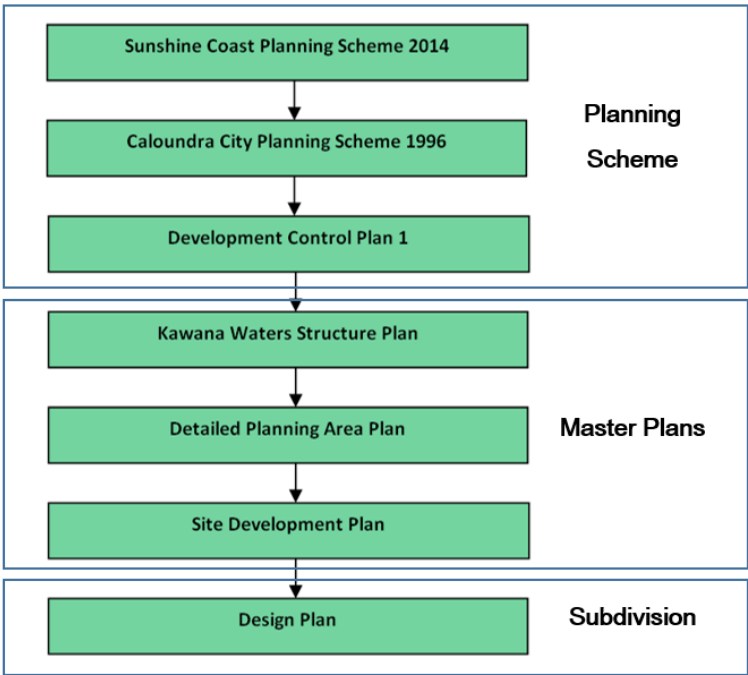 Sunshine Coast Planning Scheme 2014
Caloundra City Planning Scheme 1996
Development Control Plan 1
Planning
Scheme
Kawana Waters Structure Plan
Detailed Planning Area Plan
Site Development Plan
Master Plans
Design Plan
Subdivision